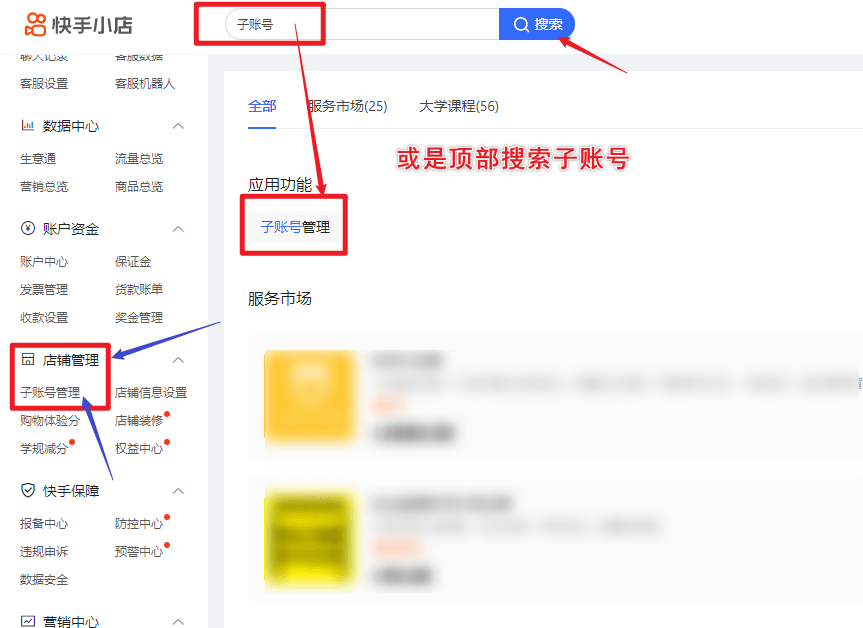 快手小店
子账号
搜索
聊天记录 客服数据
客服设置 客服机器人
数据中心
生意通 流量总览
营销总览 商品总览
账户资金
账户中心 保证金
发票管理 货款账单
收款设置 奖金管理
店铺管理
子账号管理 店铺信息设置
购物体验分 店铺装修
学规减分 权益中心
快手保障
报备中心 防控中心
违规申诉 预警中心
数据安全
营销中心
全部 服务市场(25) 大学课程(56)
或是顶部搜索子账号
应用功能
子账号管理
服务市场